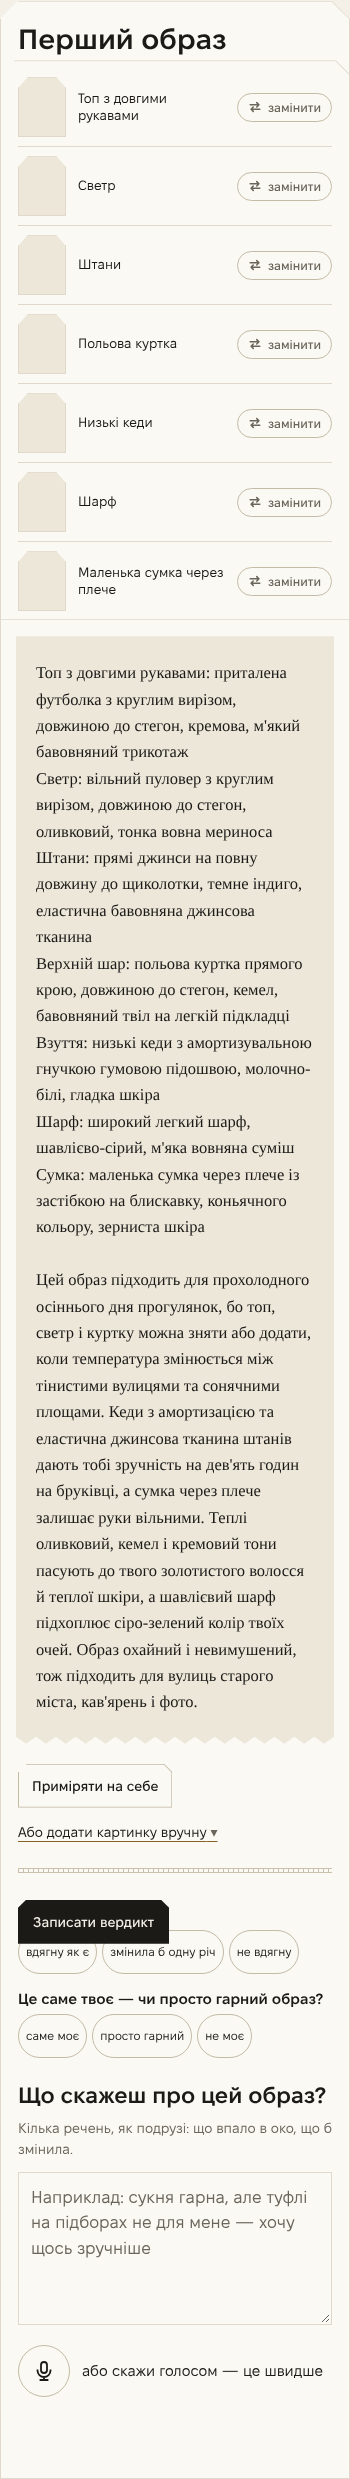 Перший образ
Топ з довгими
рукавами
⇄ замінити
Светр
⇄ замінити
Штани
⇄ замінити
Польова куртка
⇄ замінити
Низькі кеди
⇄ замінити
Шарф
⇄ замінити
Маленька сумка через
плече
⇄ замінити
Топ з довгими рукавами: приталена
футболка з круглим вирізом,
довжиною до стегон, кремова, м'який
бавовняний трикотаж
Светр: вільний пуловер з круглим
вирізом, довжиною до стегон,
оливковий, тонка вовна мериноса
Штани: прямі джинси на повну
довжину до щиколотки, темне індиго,
еластична бавовняна джинсова
тканина
Верхній шар: польова куртка прямого
крою, довжиною до стегон, кемел,
бавовняний твіл на легкій підкладці
Взуття: низькі кеди з амортизувальною
гнучкою гумовою підошвою, молочно-
білі, гладка шкіра
Шарф: широкий легкий шарф,
шавлієво-сірий, м'яка вовняна суміш
Сумка: маленька сумка через плече із
застібкою на блискавку, коньячного
кольору, зерниста шкіра
Цей образ підходить для прохолодного
осіннього дня прогулянок, бо топ,
светр і куртку можна зняти або додати,
коли температура змінюється між
тінистими вулицями та сонячними
площами. Кеди з амортизацією та
еластична джинсова тканина штанів
дають тобі зручність на дев'ять годин
на бруківці, а сумка через плече
залишає руки вільними. Теплі
оливковий, кемел і кремовий тони
пасують до твого золотистого волосся
й теплої шкіри, а шавлієвий шарф
підхоплює сіро-зелений колір твоїх
очей. Образ охайний і невимушений,
тож підходить для вулиць старого
міста, кав'ярень і фото.
Приміряти на себе
Або додати картинку вручну ▾
Записати вердикт
вдягну як є
змінила б одну річ
не вдягну
Це саме твоє — чи просто гарний образ?
саме моє
просто гарний
не моє
Що скажеш про цей образ?
Кілька речень, як подрузі: що впало в око, що б
змінила.
Наприклад: сукня гарна, але туфлі
на підборах не для мене — хочу
щось зручніше
або скажи голосом — це швидше